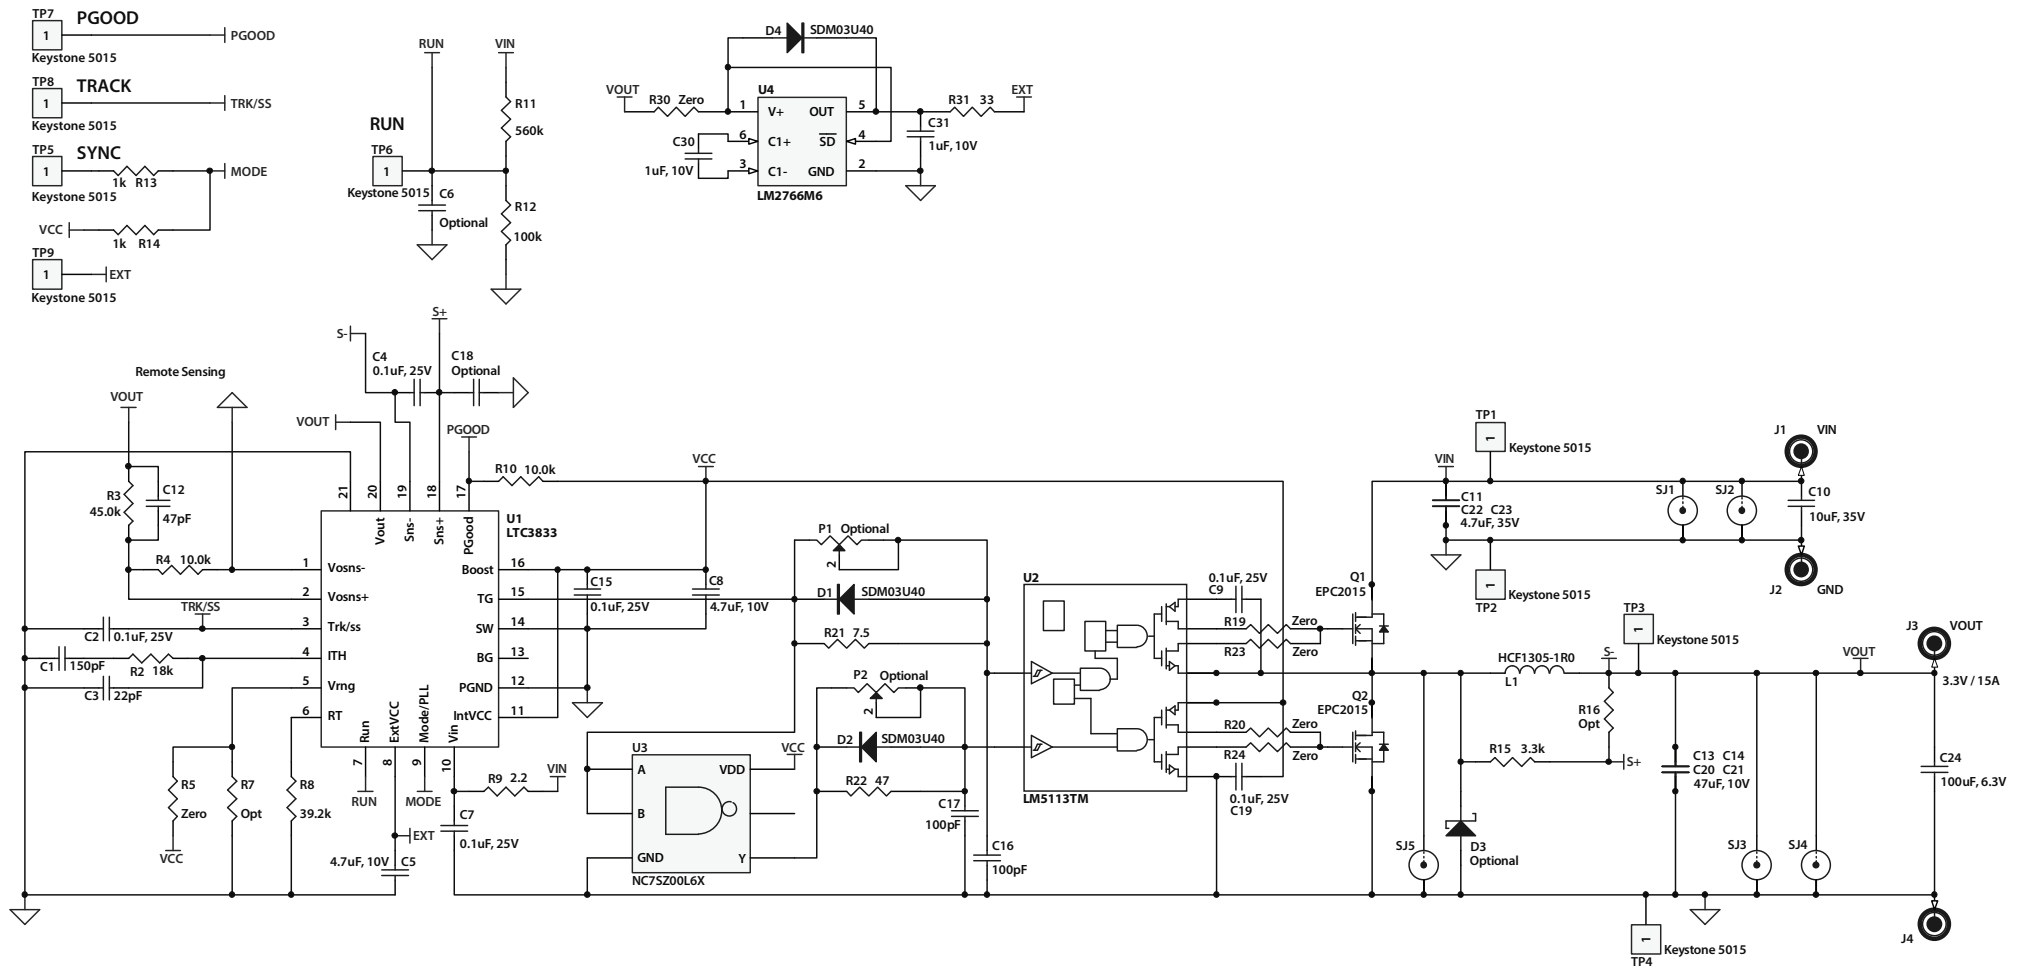 TP7
PGOOD
1
PGOOD
Keystone 5015
TP8
TRACK
1
TRK/SS
Keystone 5015
TP5
SYNC
1
MODE
1k R13
Keystone 5015
VCC
1k R14
TP9
1
EXT
Keystone 5015
RUN
VIN
R11
560k
RUN
TP6
1
Keystone 5015
C6
Optional
R12
100k
D4
SDM03U40
VOUT
R30 Zero
U4
1
V+
OUT
5
R31 33
EXT
C30
1uF, 10V
6
C1+
SD
4
C31
1uF, 10V
3
C1-
GND
2
LM2766M6
S+
S-
C4
0.1uF, 25V
C18
Optional
Remote Sensing
VOUT
VOUT
PGOOD
R10 10.0k
VCC
R3
45.0k
C12
47pF
21
20
19
18
17
Vout
Sns-
Sns+
PGood
U1
LTC3833
R4 10.0k
1
Vosns-
2
Vosns+
TRK/SS
3
Trk/ss
C2
0.1uF, 25V
4
ITH
C1
150pF
R2
18k
C3
22pF
5
Vrng
6
RT
Boost
16
TG
15
SW
14
BG
13
PGND
12
IntVCC
11
Run
ExtVCC
Mode/PLL
Vin
7
8
9
10
RUN
MODE
R5
Zero
VCC
R7
Opt
R8
39.2k
EXT
4.7uF, 10V
C5
R9 2.2
VIN
C7
0.1uF, 25V
C15
0.1uF, 25V
C8
4.7uF, 10V
P1 Optional
2
D1
SDM03U40
R21 7.5
P2 Optional
2
D2
SDM03U40
R22 47
U3
A
VDD
VCC
B
GND
Y
NC7SZ00L6X
C17
100pF
C16
100pF
U2
LM5113TM
0.1uF, 25V
C9
R19
Zero
R23
Zero
R20
Zero
R24
Zero
0.1uF, 25V
C19
Q1
EPC2015
Q2
EPC2015
VIN
TP1
1
Keystone 5015
C11
C22 C23
4.7uF, 35V
1
TP2
Keystone 5015
SJ1
SJ2
J1
VIN
C10
10uF, 35V
J2
GND
TP3
1
Keystone 5015
HCF1305-1R0
L1
S-
R16
Opt
R15 3.3k
S+
VOUT
J3
VOUT
3.3V / 15A
C13 C14
C20 C21
47uF, 10V
C24
100uF, 6.3V
SJ5
D3
Optional
SJ3
SJ4
1
TP4
Keystone 5015
J4